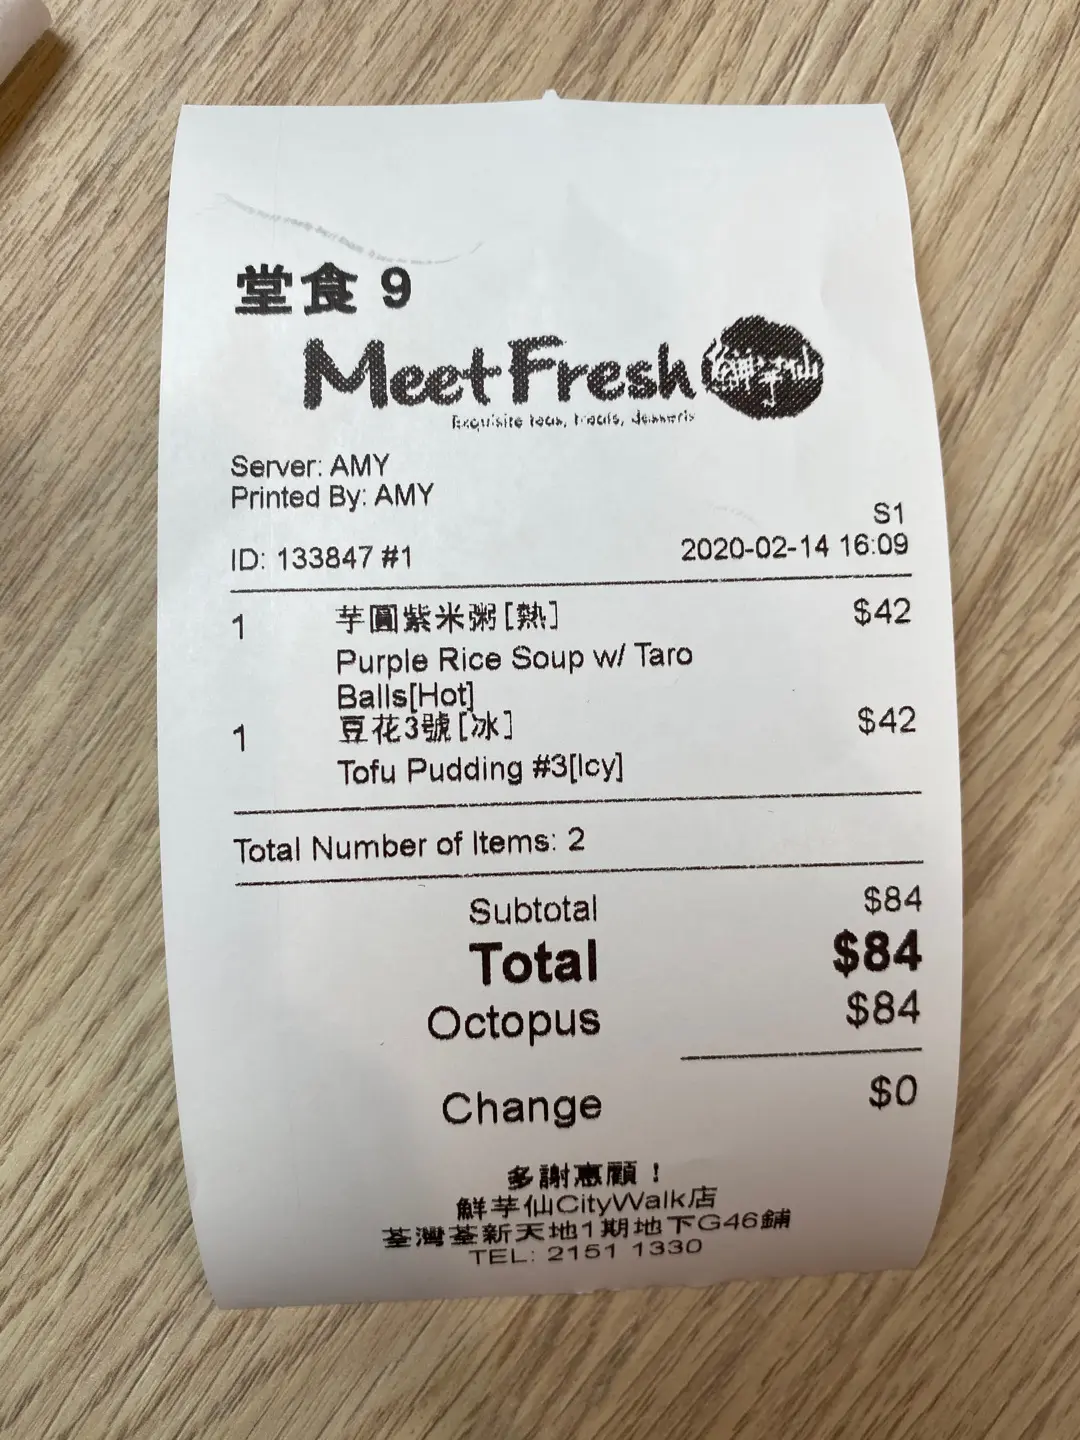 堂食 9
Meet Fresh 鮮芋仙
Exquisite teas, treats, desserts
Server: AMY
Printed By: AMY
S1
ID: 133847 #1 2020-02-14 16:09
1 芋圓紫米粥[熱] $42
Purple Rice Soup w/ Taro
Balls[Hot]
1 豆花3號[冰] $42
Tofu Pudding #3[Icy]
Total Number of Items: 2
Subtotal $84
Total $84
Octopus $84
Change $0
多謝惠顧！
鮮芋仙CityWalk店
荃灣荃新天地1期地下G46鋪
TEL: 2151 1330